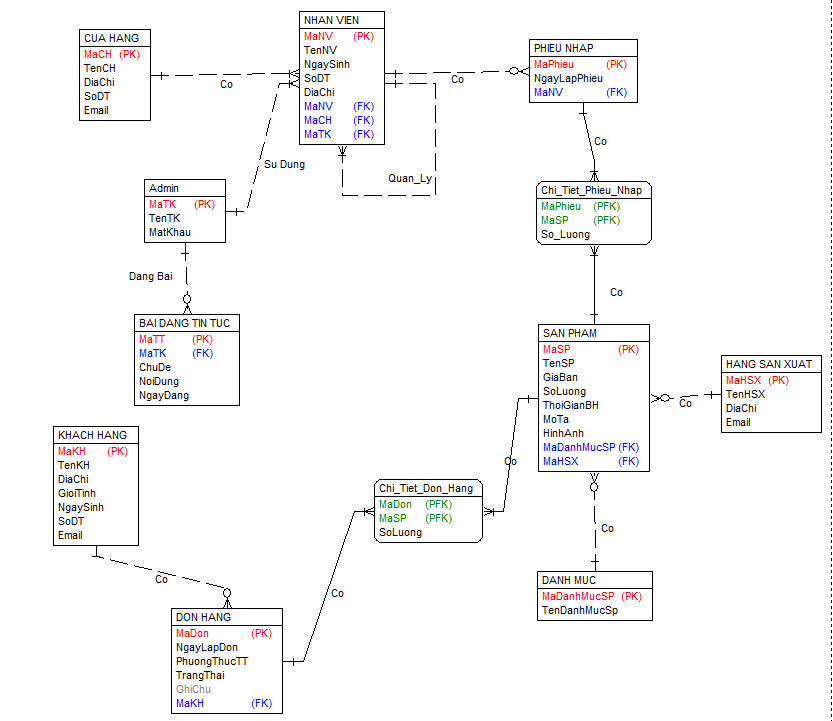 CUA HANG
MaCH (PK)
TenCH
DiaChi
SoDT
Email
Co
NHAN VIEN
MaNV (PK)
TenNV
NgaySinh
SoDT
DiaChi
MaNV (FK)
MaCH (FK)
MaTK (FK)
Co
Quan_Ly
PHIEU NHAP
MaPhieu (PK)
NgayLapPhieu
MaNV (FK)
Co
Su Dung
Admin
MaTK (PK)
TenTK
MatKhau
Dang Bai
Chi_Tiet_Phieu_Nhap
MaPhieu (PFK)
MaSP (PFK)
So_Luong
Co
BAI DANG TIN TUC
MaTT (PK)
MaTK (FK)
ChuDe
NoiDung
NgayDang
SAN PHAM
MaSP (PK)
TenSP
GiaBan
SoLuong
ThoiGianBH
MoTa
HinhAnh
MaDanhMucSP (FK)
MaHSX (FK)
Co
HANG SAN XUAT
MaHSX (PK)
TenHSX
DiaChi
Email
KHACH HANG
MaKH (PK)
TenKH
DiaChi
GioiTinh
NgaySinh
SoDT
Email
Co
Co
Chi_Tiet_Don_Hang
MaDon (PFK)
MaSP (PFK)
SoLuong
Co
Co
DANH MUC
MaDanhMucSP (PK)
TenDanhMucSp
DON HANG
MaDon (PK)
NgayLapDon
PhuongThucTT
TrangThai
GhiChu
MaKH (FK)